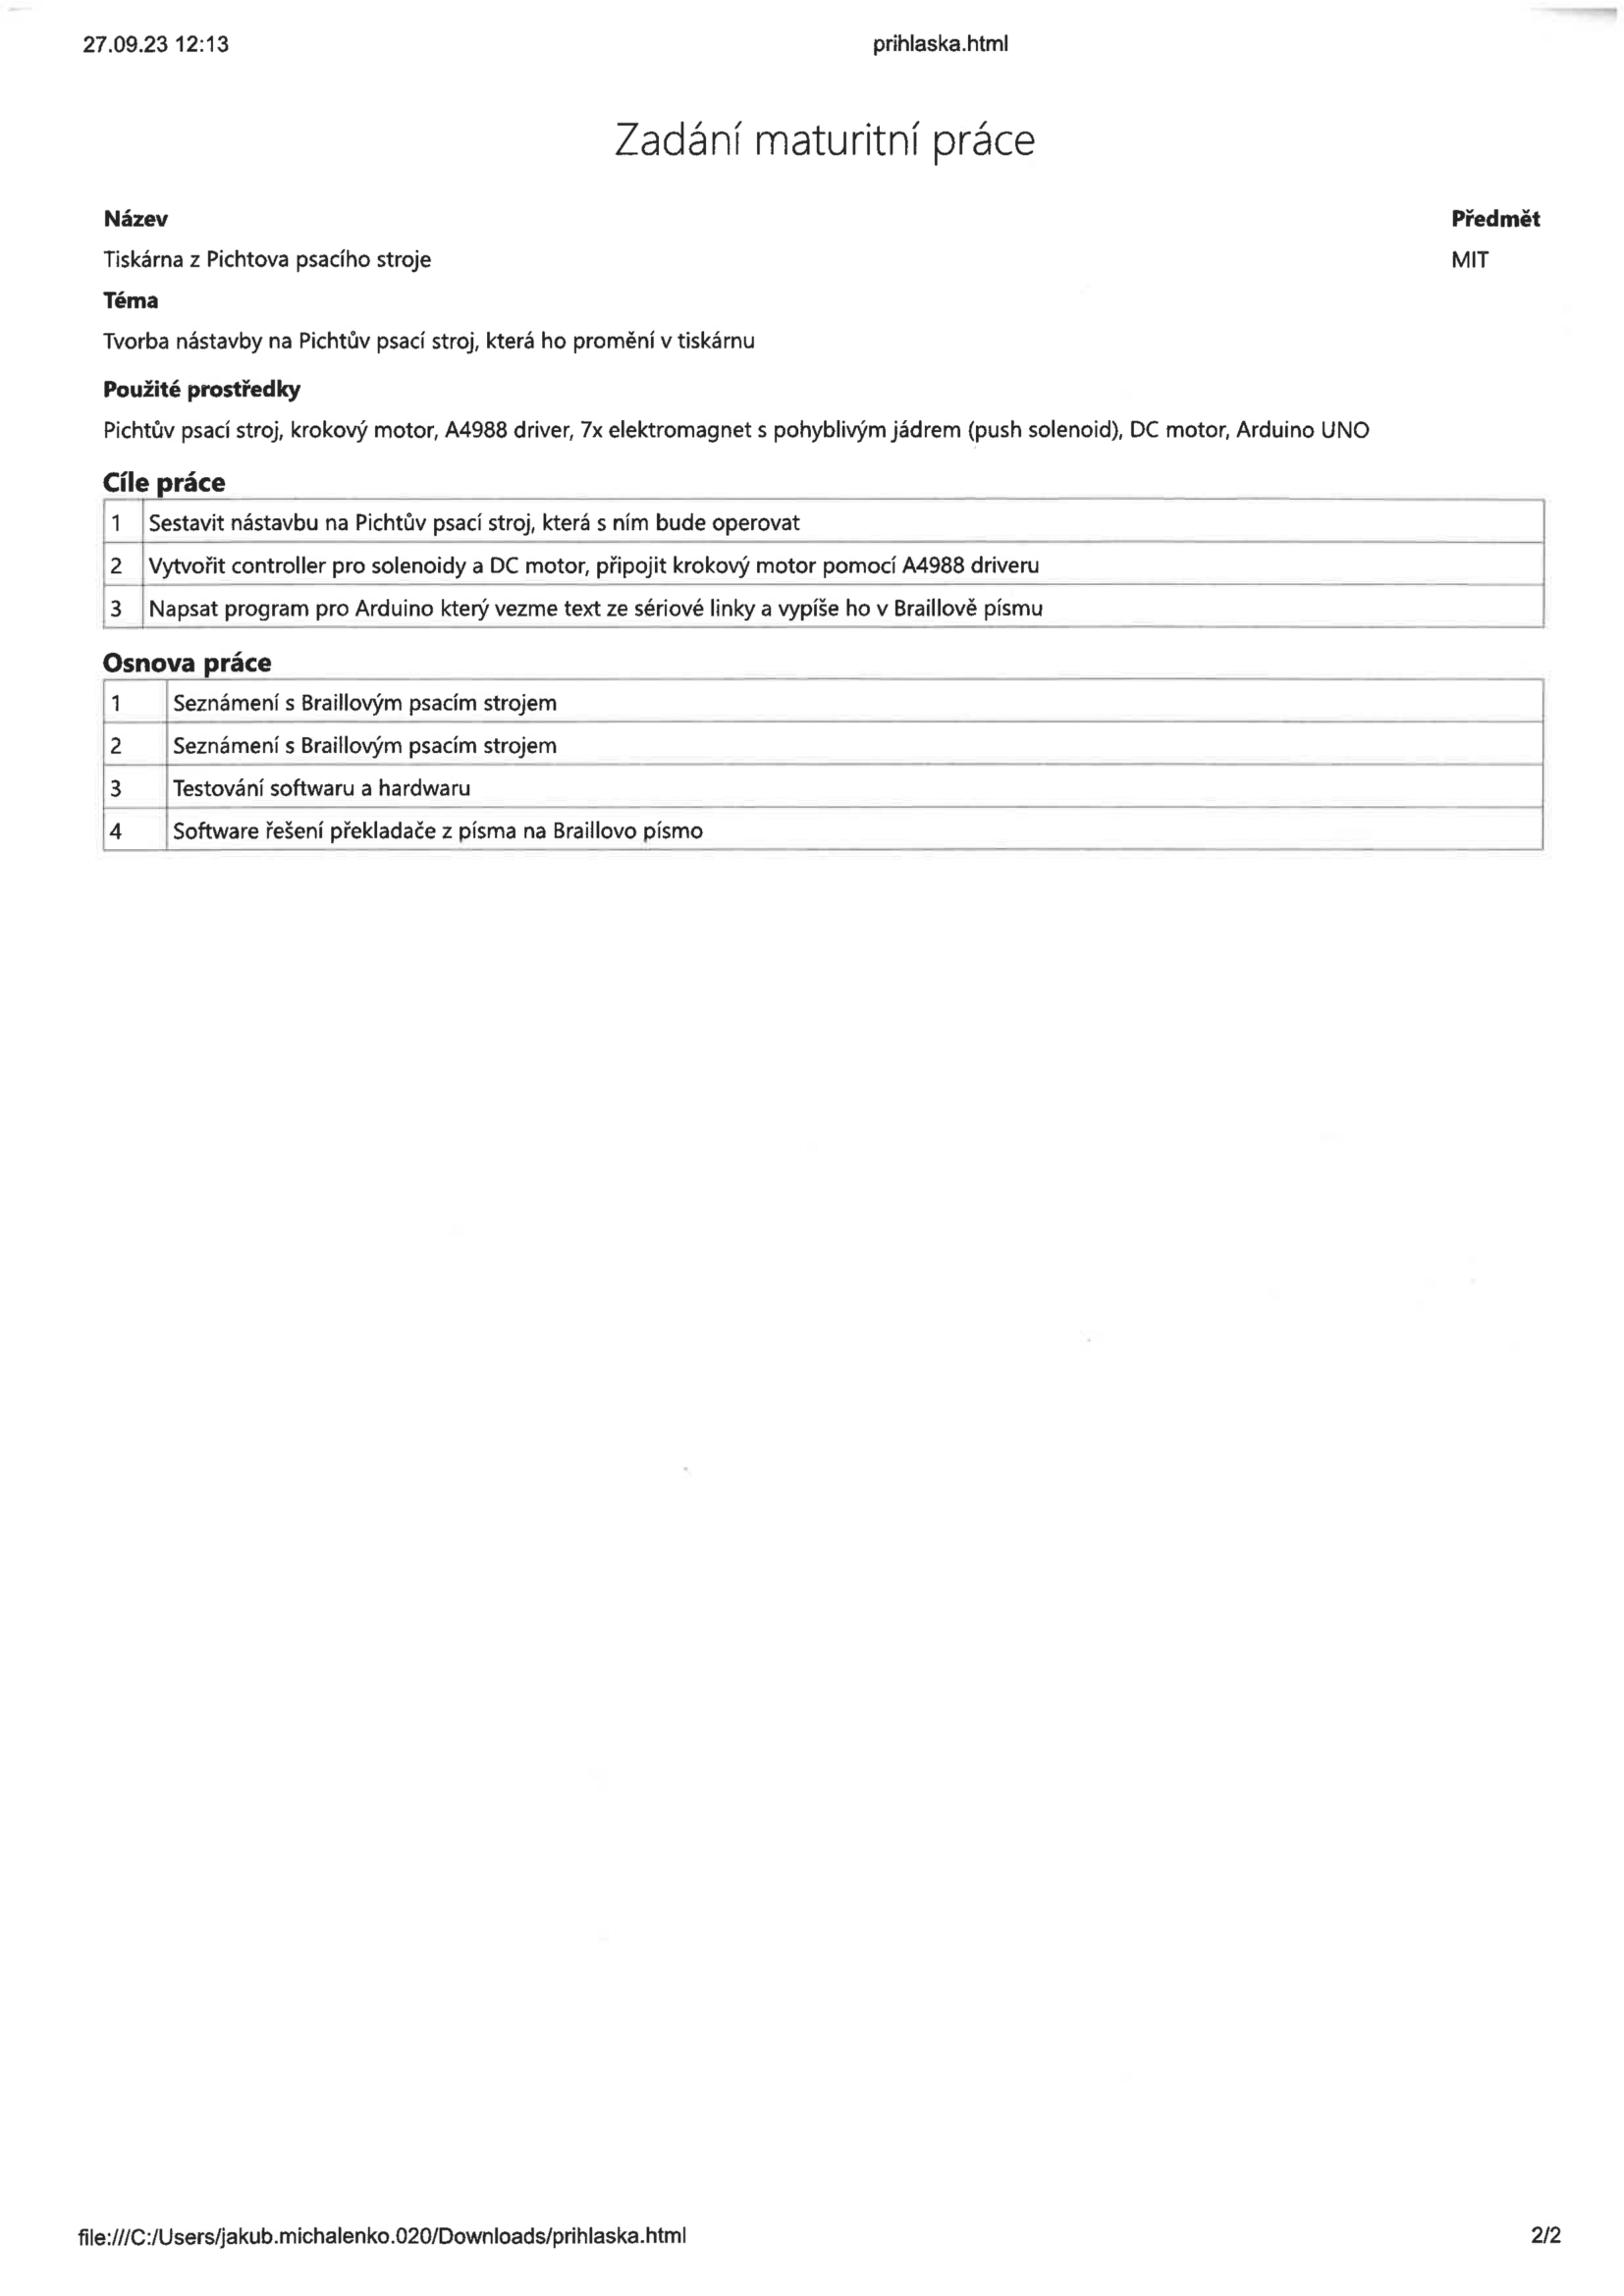 27.09.23 12:13 prihlaska.html
Zadání maturitní práce
Název Předmět
Tiskárna z Pichtova psacího stroje MIT
Téma
Tvorba nástavby na Pichtův psací stroj, která ho promění v tiskárnu
Použité prostředky
Pichtův psací stroj, krokový motor, A4988 driver, 7x elektromagnet s pohyblivým jádrem (push solenoid), DC motor, Arduino UNO
Cíle práce
1 Sestavit nástavbu na Pichtův psací stroj, která s ním bude operovat
2 Vytvořit controller pro solenoidy a DC motor, připojit krokový motor pomocí A4988 driveru
3 Napsat program pro Arduino který vezme text ze sériové linky a vypíše ho v Braillově písmu
Osnova práce
1 Seznámení s Braillovým psacím strojem
2 Seznámení s Braillovým psacím strojem
3 Testování softwaru a hardwaru
4 Software řešení překladače z písma na Braillovo písmo
file:///C:/Users/jakub.michalenko.020/Downloads/prihlaska.html 2/2